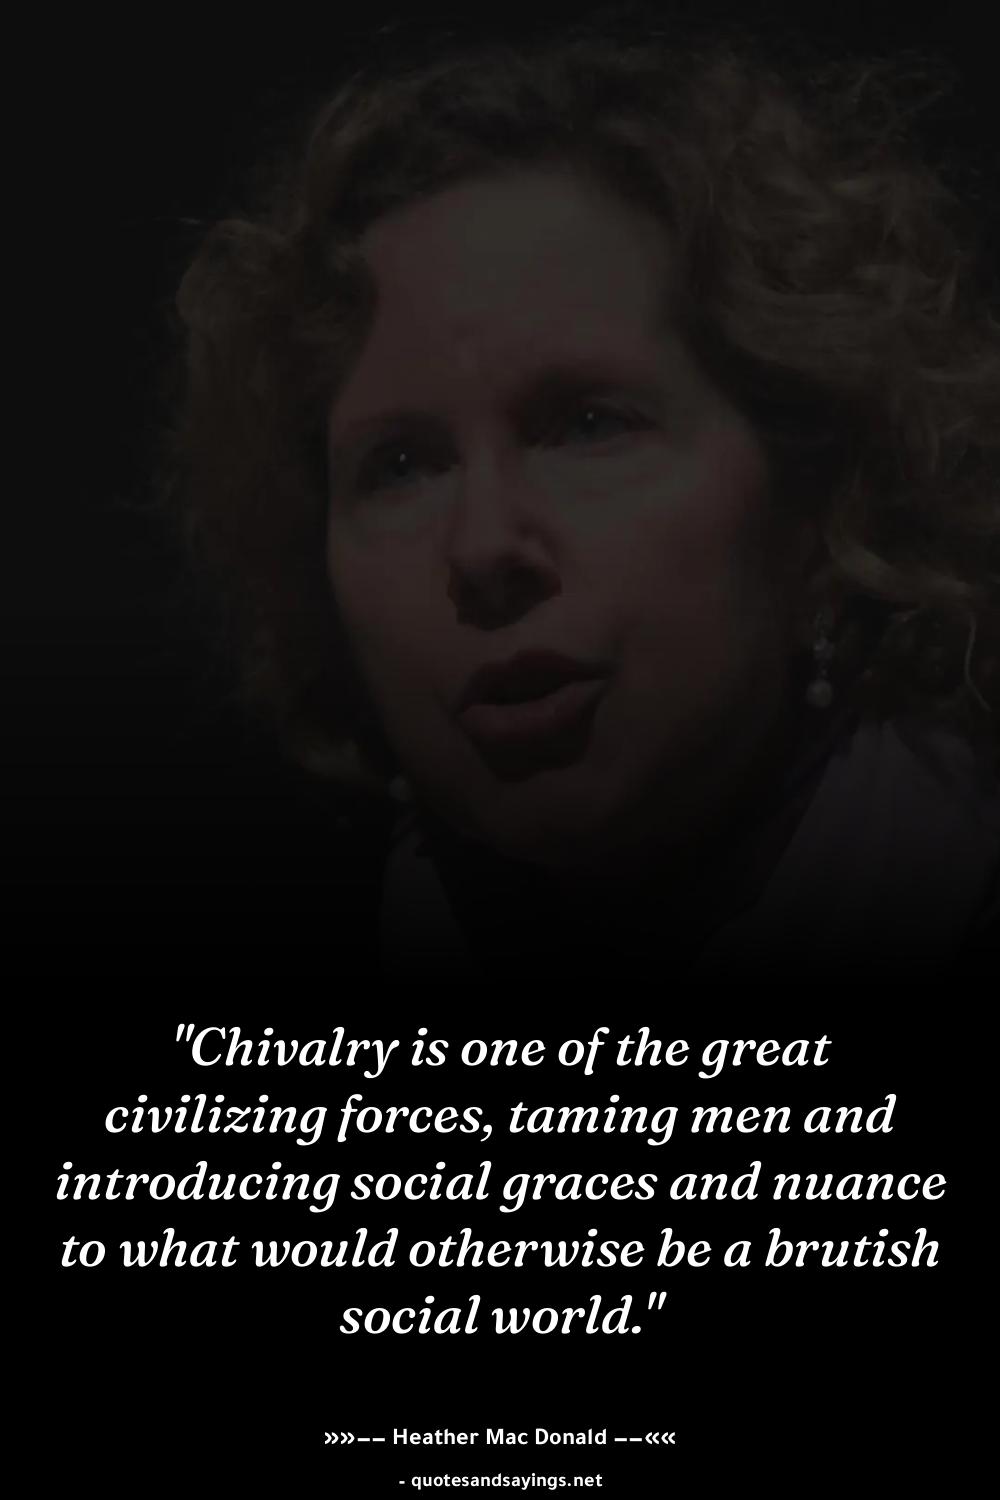 "Chivalry is one of the great
civilizing forces, taming men and
introducing social graces and nuance
to what would otherwise be a brutish
social world."
»»−− Heather Mac Donald −−««
- quotesandsayings.net